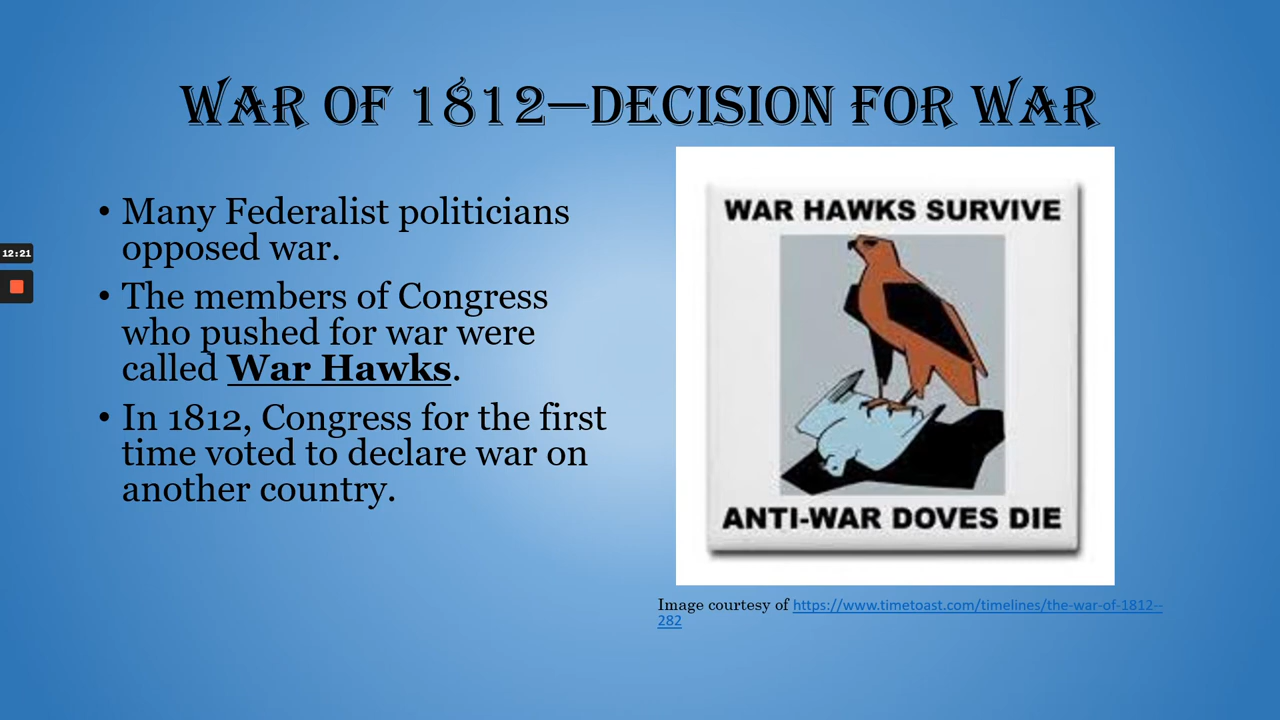 WAR OF 1812—DECISION FOR WAR
• Many Federalist politicians
opposed war.
• The members of Congress
who pushed for war were
called War Hawks.
• In 1812, Congress for the first
time voted to declare war on
another country.
12:21
WAR HAWKS SURVIVE
ANTI-WAR DOVES DIE
Image courtesy of https://www.timetoast.com/timelines/the-war-of-1812--
282